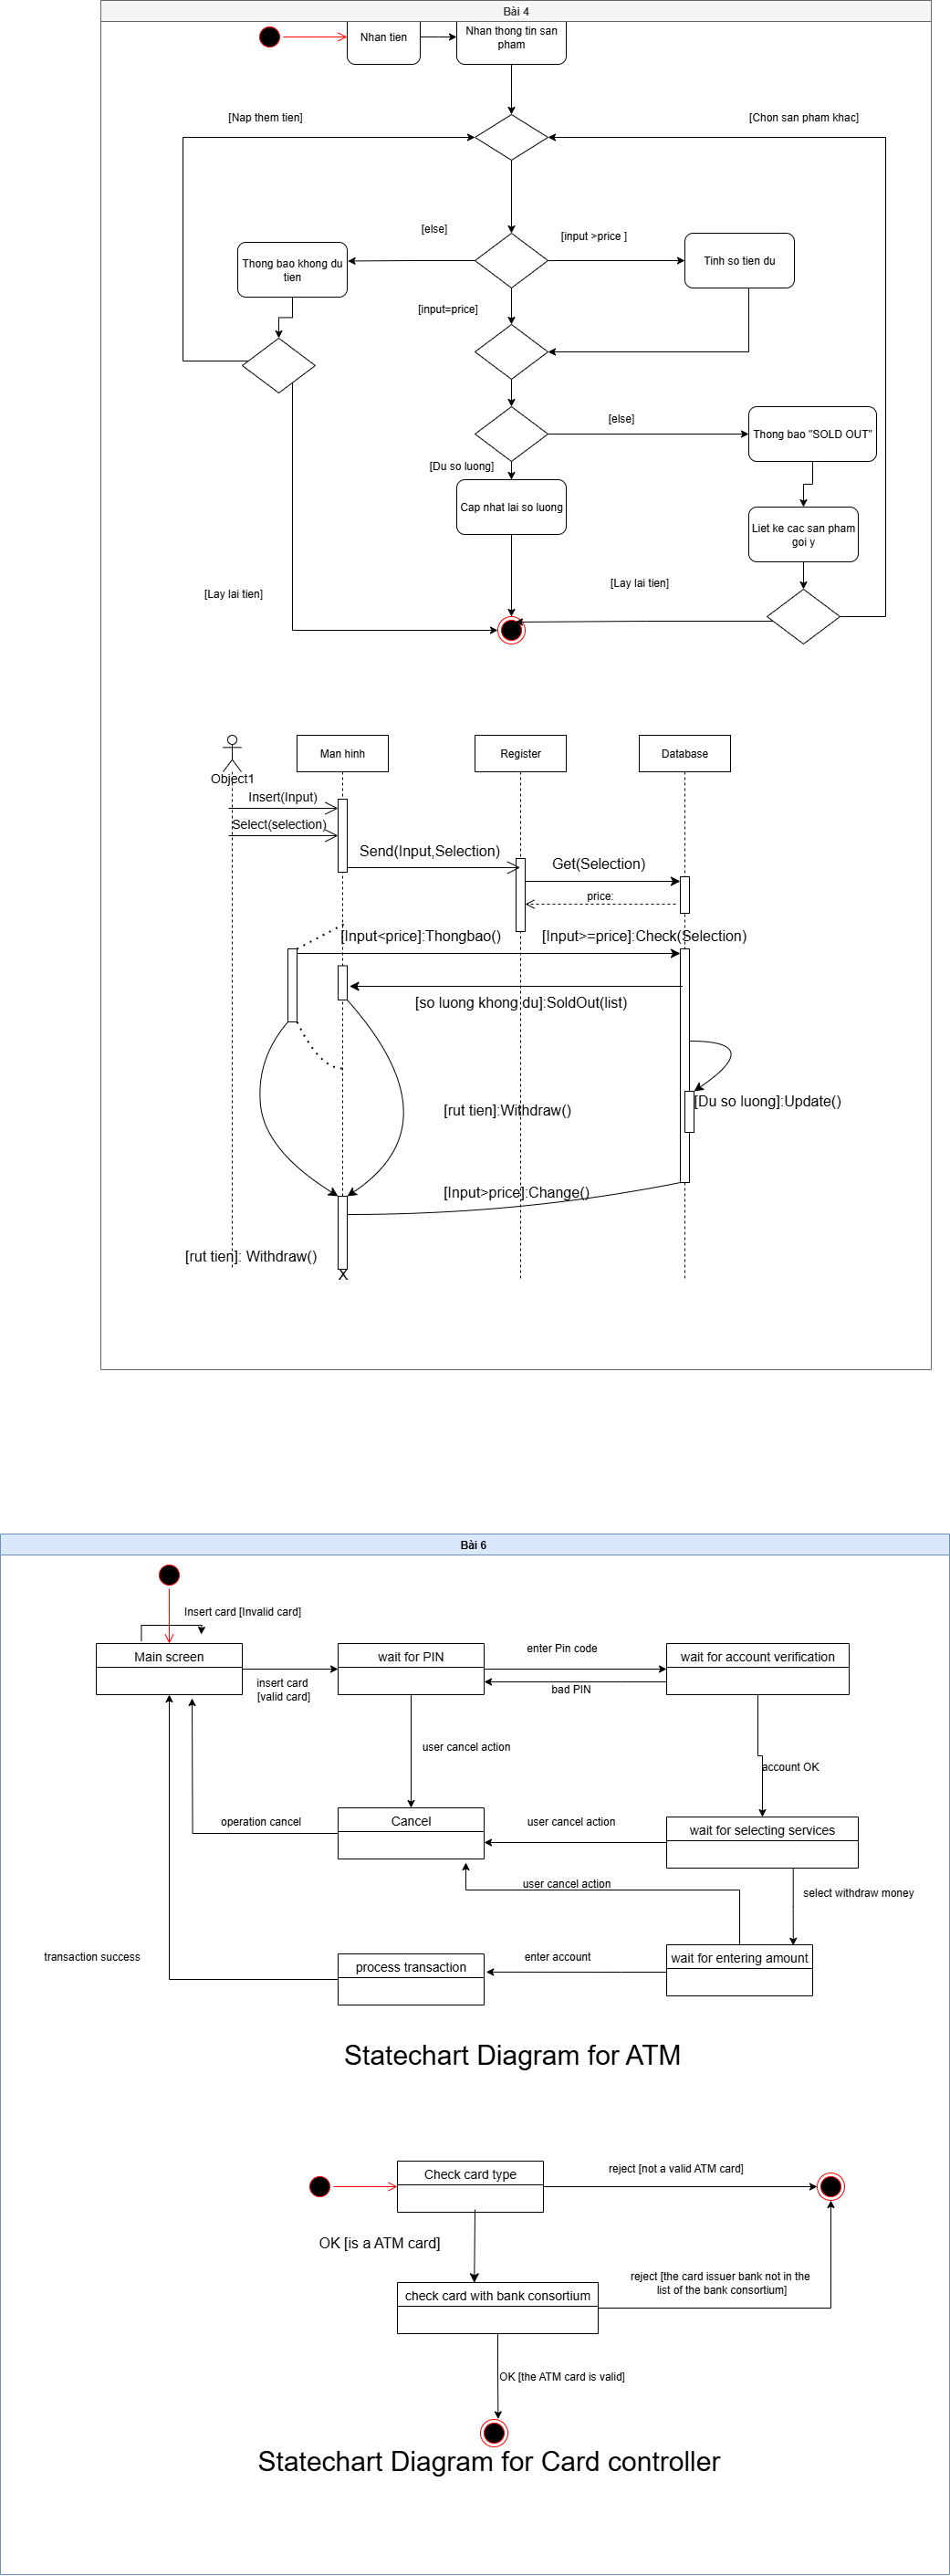 Bài 4
Nhan tien
Nhan thong tin san
pham
[Nap them tien]
[Chon san pham khac]
[else]
[input >price ]
Thong bao khong du
tien
Tinh so tien du
[input=price]
[else]
Thong bao "SOLD OUT"
[Du so luong]
Cap nhat lai so luong
Liet ke cac san pham
goi y
[Lay lai tien]
[Lay lai tien]
Man hinh
Register
Database
Object1
Insert(Input)
Select(selection)
Send(Input,Selection)
Get(Selection)
price:
[Input<price]:Thongbao()
[Input>=price]:Check(Selection)
[so luong khong du]:SoldOut(list)
[Du so luong]:Update()
[rut tien]:Withdraw()
[Input>price]:Change()
[rut tien]: Withdraw()
X
Bài 6
Insert card [Invalid card]
Main screen
wait for PIN
enter Pin code
wait for account verification
insert card
[valid card]
bad PIN
user cancel action
account OK
operation cancel
Cancel
user cancel action
wait for selecting services
user cancel action
select withdraw money
transaction success
process transaction
enter account
wait for entering amount
Statechart Diagram for ATM
Check card type
reject [not a valid ATM card]
OK [is a ATM card]
check card with bank consortium
reject [the card issuer bank not in the
list of the bank consortium]
OK [the ATM card is valid]
Statechart Diagram for Card controller